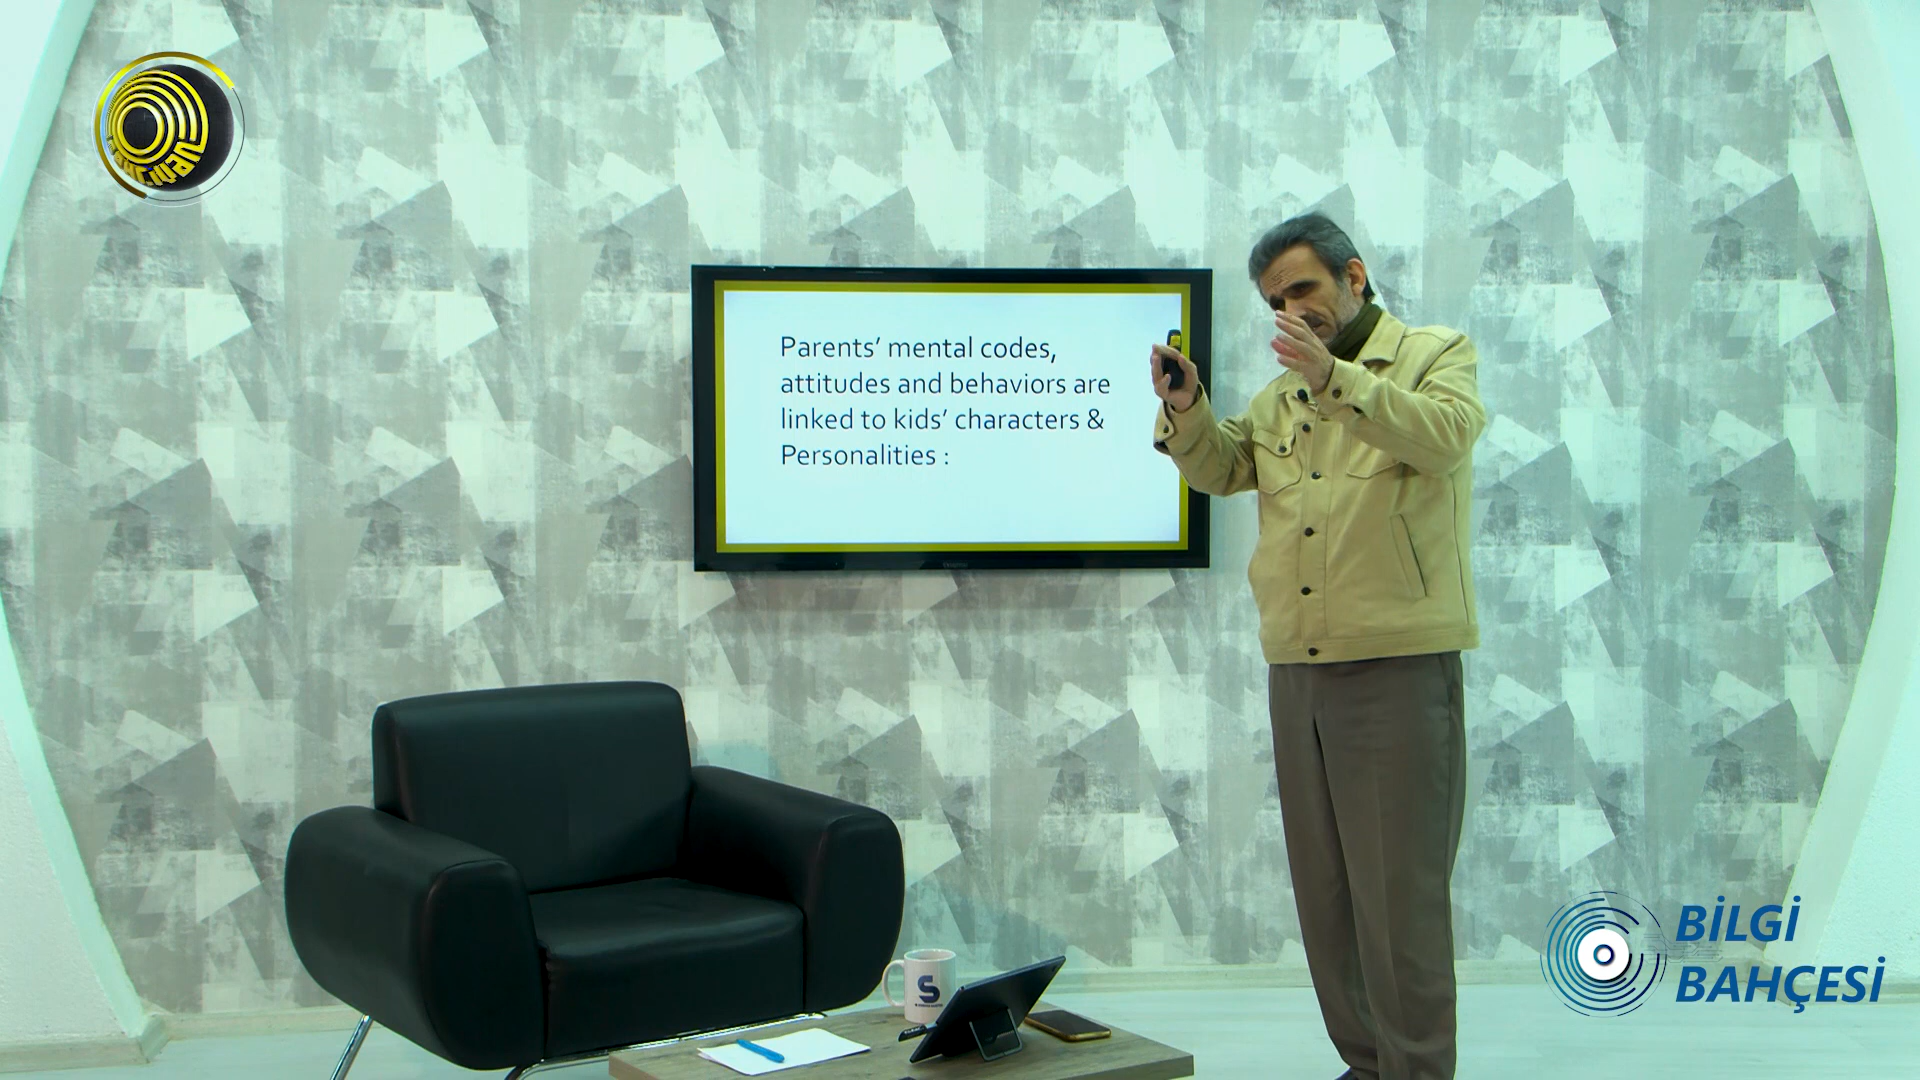 Parents’ mental codes,
attitudes and behaviors are
linked to kids’ characters &
Personalities :
S
BİLGİ
BAHÇESİ